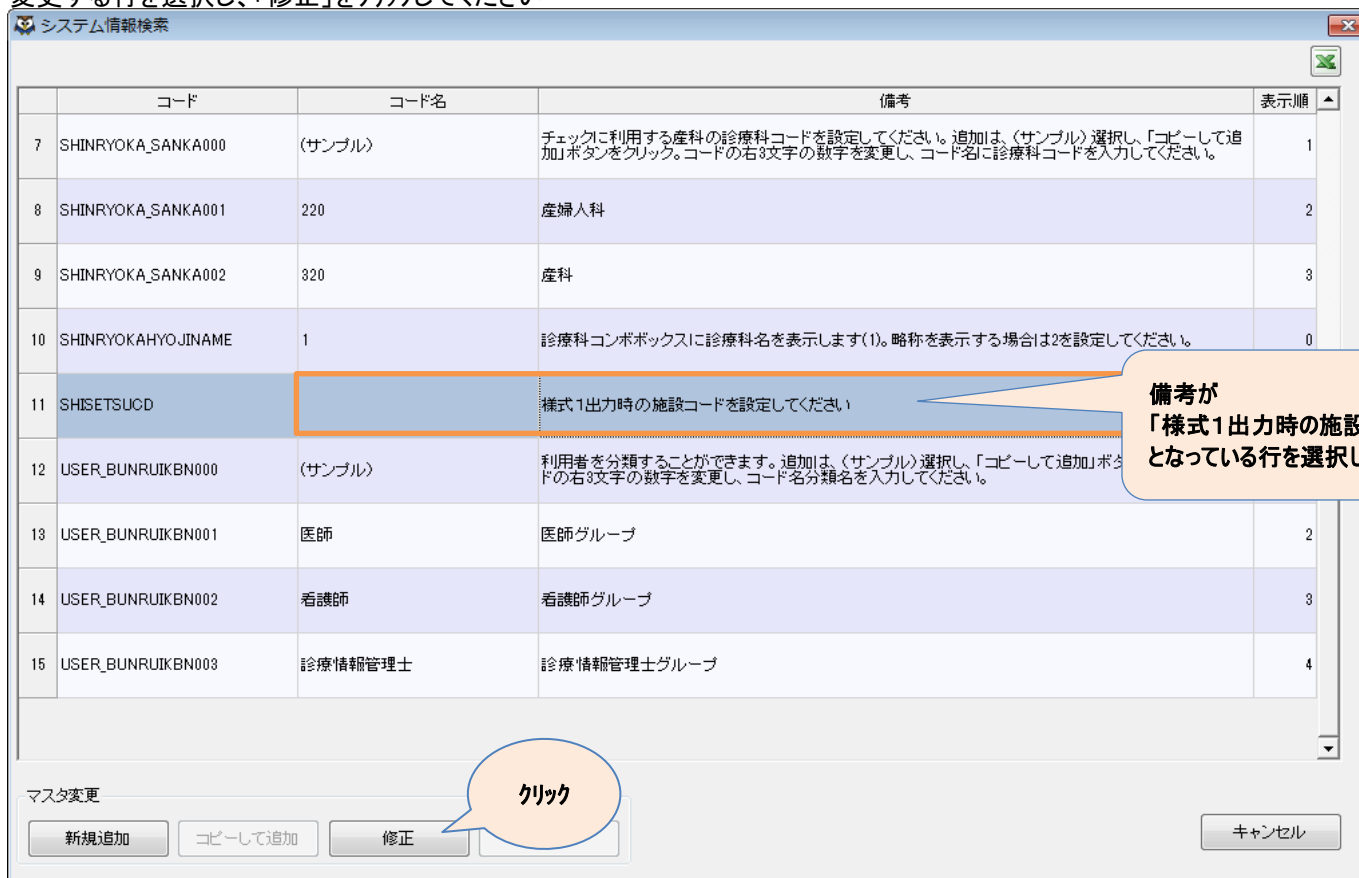 変更する行を選択し、「修正」をクリックしてください
システム情報検索
コード コード名 備考 表示順
7 SHINRYOKA_SANKA000 (サンプル) チェックに利用する産科の診療科コードを設定してください。追加は、(サンプル)選択し、「コピーして追 1
加」ボタンをクリック。コードの右3文字の数字を変更し、コード名に診療科コードを入力してください。
8 SHINRYOKA_SANKA001 220 産婦人科 2
9 SHINRYOKA_SANKA002 320 産科 3
10 SHINRYOKAHYOJINAME 1 診療科コンボボックスに診療科名を表示します(1)。略称を表示する場合は2を設定してください。 0
11 SHISETSUCD 様式1出力時の施設コードを設定してください
備考が
「様式1出力時の施設
となっている行を選択し
12 USER_BUNRUIKBN000 (サンプル) 利用者を分類することができます。追加は、(サンプル)選択し、「コピーして追加」ボタ
ドの右3文字の数字を変更し、コード名分類名を入力してください。
13 USER_BUNRUIKBN001 医師 医師グループ 2
14 USER_BUNRUIKBN002 看護師 看護師グループ 3
15 USER_BUNRUIKBN003 診療情報管理士 診療情報管理士グループ 4
マスタ変更
クリック
新規追加 コピーして追加 修正 キャンセル